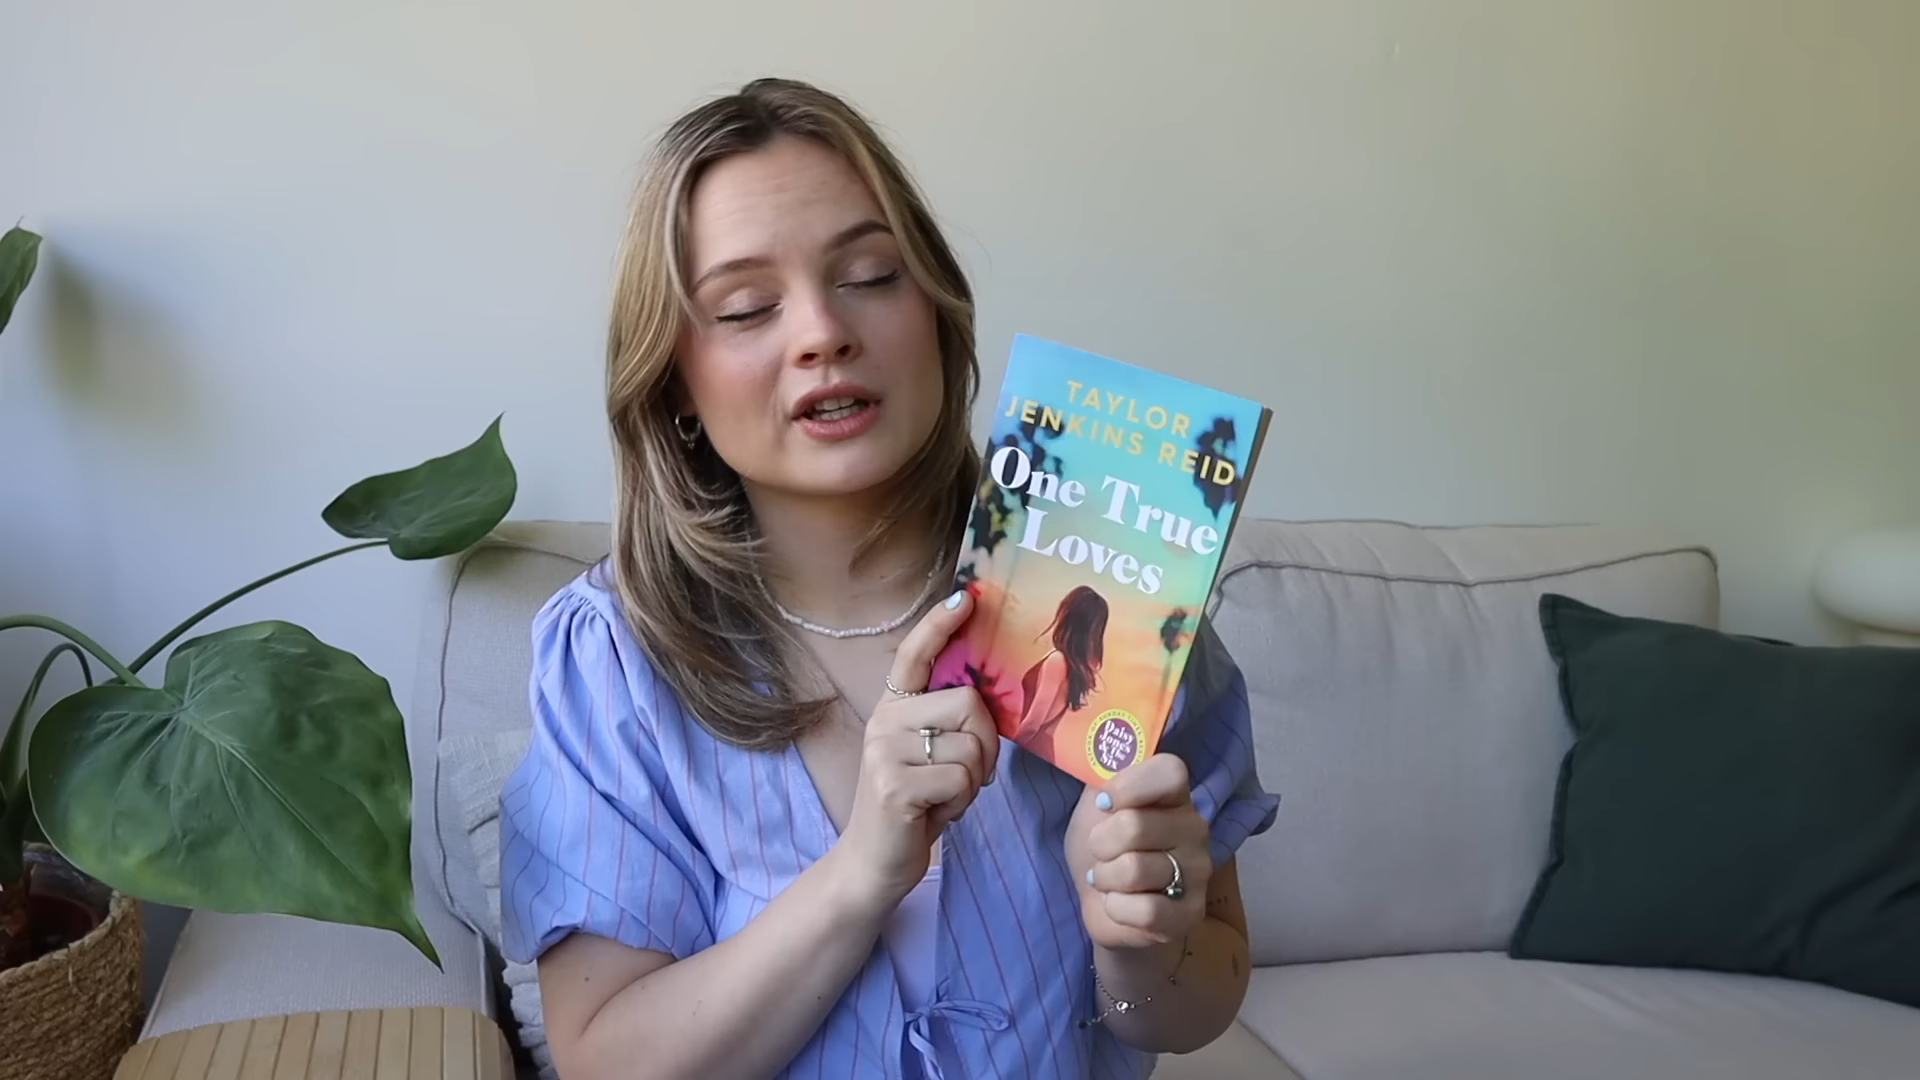 TAYLOR
JENKINS REID
One True
Loves
Daisy
Jones
& The
Six